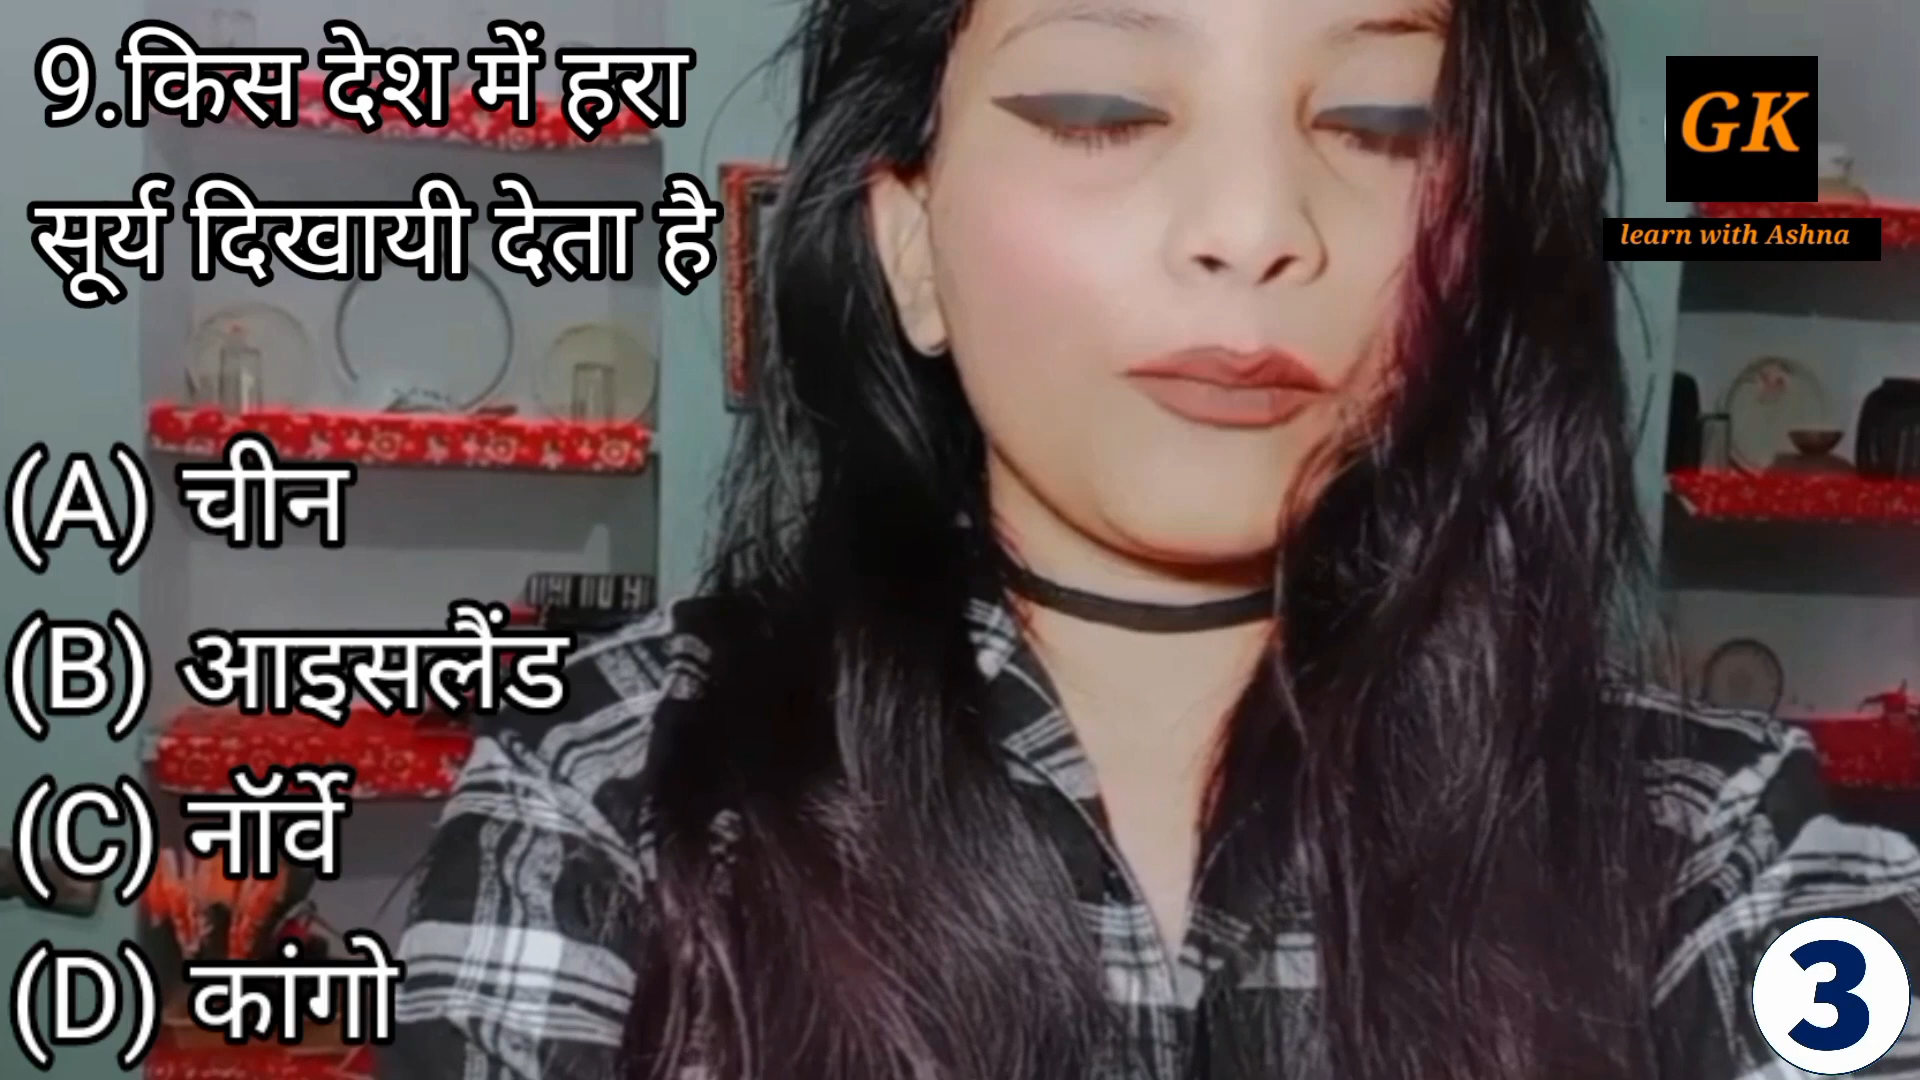 9.किस देश में हरा
सूर्य दिखायी देता है
(A) चीन
(B) आइसलैंड
(C) नॉर्वे
(D) कांगो
GK
learn with Ashna
3